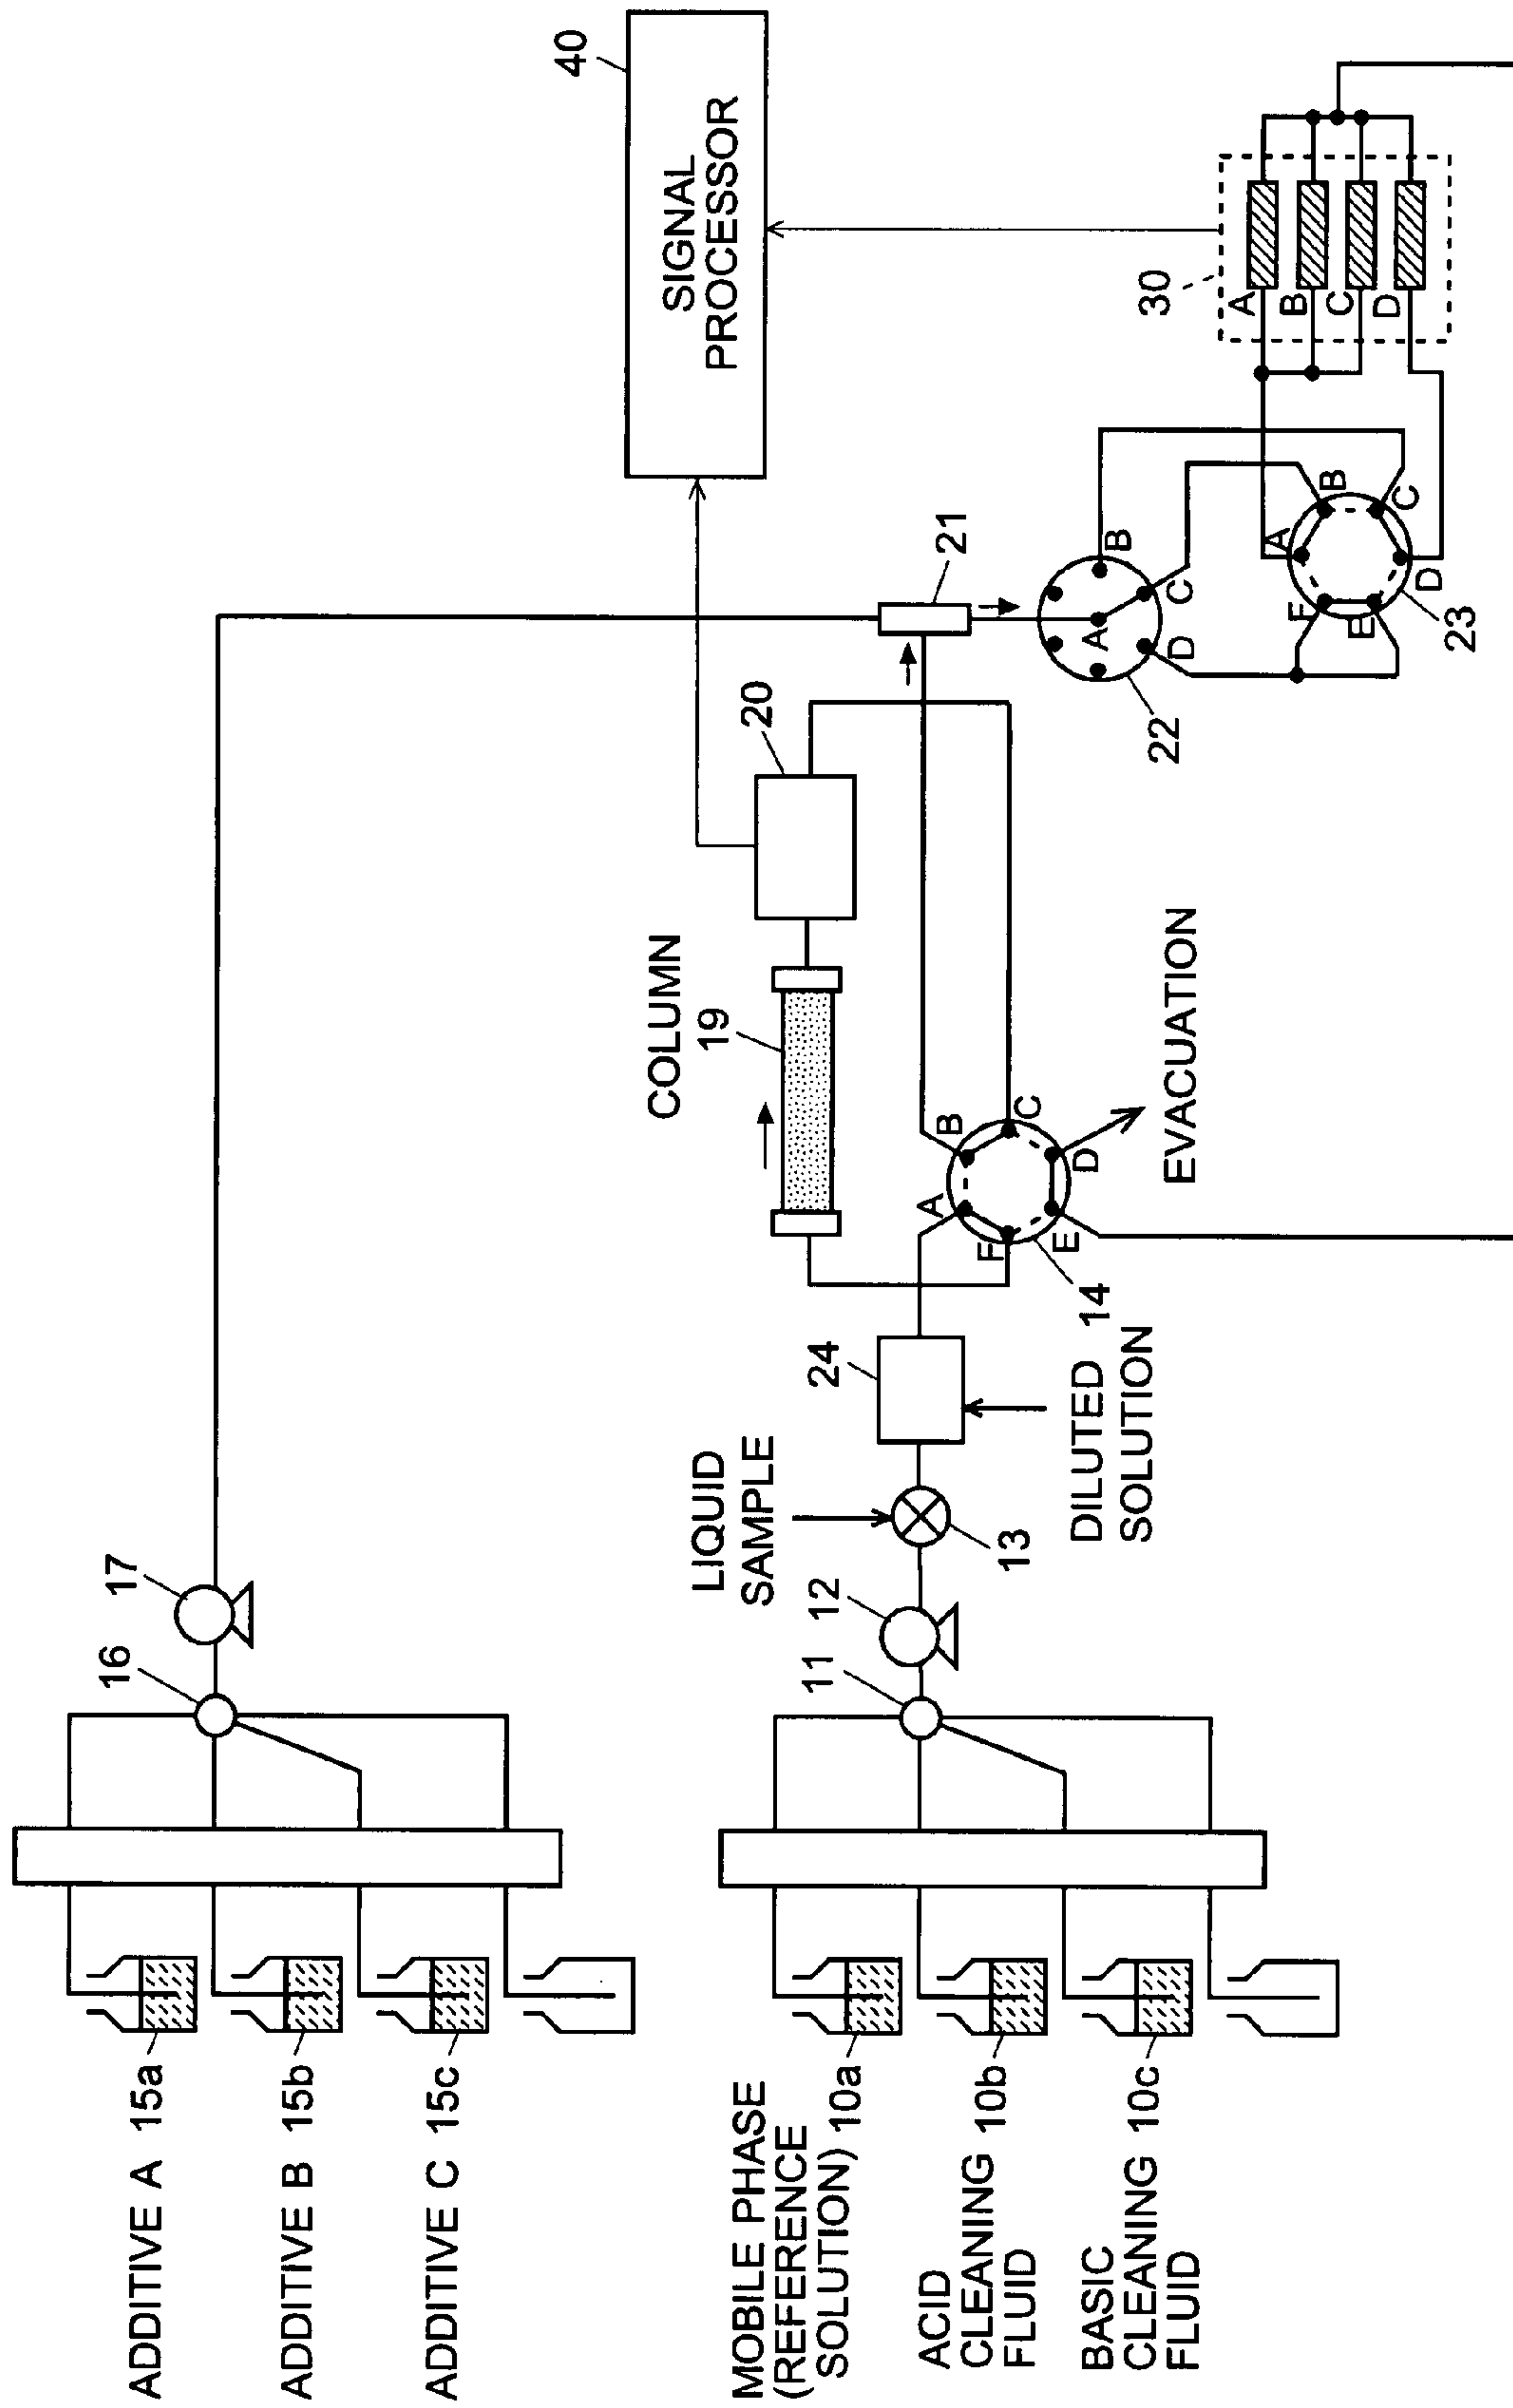 ADDITIVE A 15a
ADDITIVE B 15b
ADDITIVE C 15c
16
17
MOBILE PHASE
(REFERENCE
SOLUTION) 10a
ACID
CLEANING 10b
FLUID
BASIC
CLEANING 10c
FLUID
11
12
LIQUID
SAMPLE
13
24
DILUTED
SOLUTION
14
A
B
C
D
E
F
EVACUATION
COLUMN
19
20
21
22
A
B
C
D
23
A
B
C
D
E
F
30
A
B
C
D
40
SIGNAL
PROCESSOR